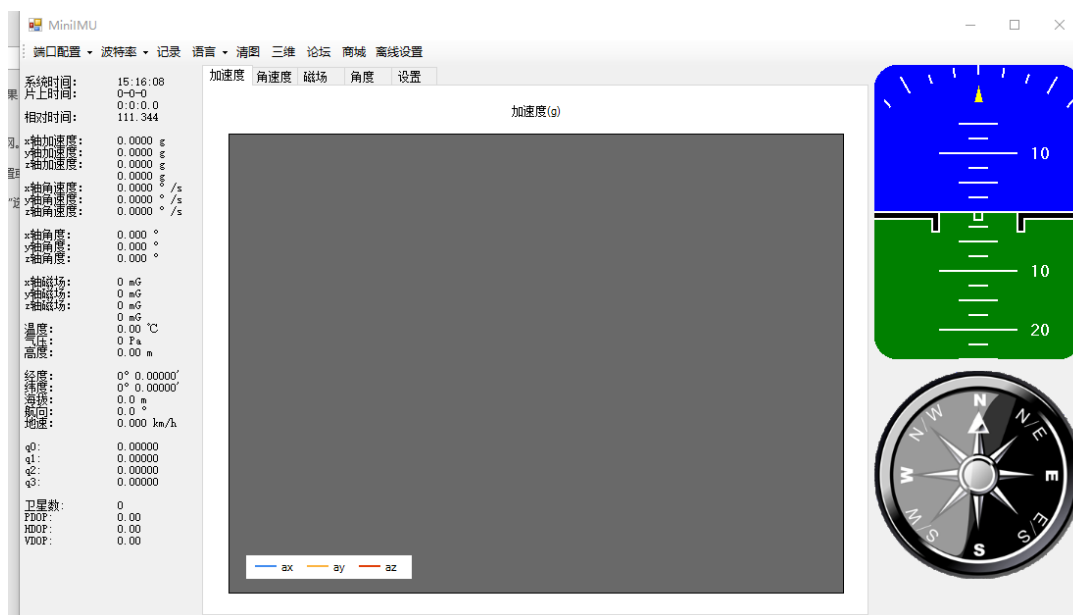 MiniIMU
端口配置 波特率 记录 语言 清图 三维 论坛 商城 离线设置
加速度 角速度 磁场 角度 设置
系统时间: 15:16:08
片上时间: 0-0-0
0:0:0.0
相对时间: 111.344
x轴加速度: 0.0000 g
y轴加速度: 0.0000 g
z轴加速度: 0.0000 g
0.0000 g
x轴角速度: 0.0000 °/s
y轴角速度: 0.0000 °/s
z轴角速度: 0.0000 °/s
x轴角度: 0.000 °
y轴角度: 0.000 °
z轴角度: 0.000 °
x轴磁场: 0 mG
y轴磁场: 0 mG
z轴磁场: 0 mG
0 mG
温度: 0.00 ℃
气压: 0 Pa
高度: 0.00 m
经度: 0° 0.00000′
纬度: 0° 0.00000′
海拔: 0.0 m
航向: 0.0 °
地速: 0.000 km/h
q0: 0.00000
q1: 0.00000
q2: 0.00000
q3: 0.00000
卫星数: 0
PDOP: 0.00
HDOP: 0.00
VDOP: 0.00
加速度(g)
ax ay az
10
10
20
N
N/W N/E
W E
S/W E/S
S